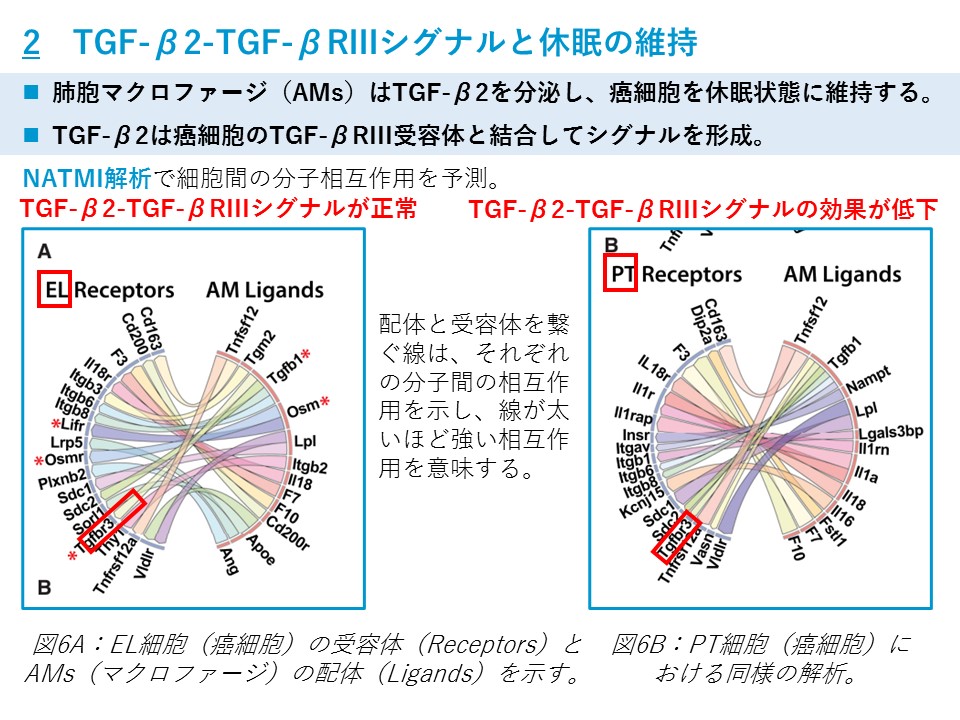 2 TGF-β2-TGF-βRIIIシグナルと休眠の維持
■ 肺胞マクロファージ（AMs）はTGF-β2を分泌し、癌細胞を休眠状態に維持する。
■ TGF-β2は癌細胞のTGF-βRIII受容体と結合してシグナルを形成。
NATMI解析で細胞間の分子相互作用を予測。
TGF-β2-TGF-βRIIIシグナルが正常
TGF-β2-TGF-βRIIIシグナルの効果が低下
A
EL Receptors
AM Ligands
Cd163
Cd200
F3
Il18r
Itgb3
Itgb6
Itgb8
*Lifr
Lrp5
*Osmr
Plxnb2
Sdc1
Sdc2
Sorl1
*Tgfbr3
Thy1
Tnfrsf12a
Vldlr
Tnfsf12
Tgm2
Tgfb1*
Osm*
Lpl
Itgb2
Il18
F7
F10
Cd200r
Apoe
Ang
B
配体と受容体を繋
ぐ線は、それぞれ
の分子間の相互作
用を示し、線が太
いほど強い相互作
用を意味する。
B
PT Receptors
AM Ligands
Cd163
Dip2a
F3
IL18r
Il1r
Il1rap
Insr
Itgav
Itgb1
Itgb6
Itgb8
Kcnj15
Sdc1
Sdc2
Tgfbr3
Tnfrsf12a
Vasn
Vldlr
Tnfsf12
Tgfb1
Nampt
Lpl
Lgals3bp
Il1rn
Il1a
Il18
Il16
Fstl1
F7
F10
図6A：EL細胞（癌細胞）の受容体（Receptors）と
AMs（マクロファージ）の配体（Ligands）を示す。
図6B：PT細胞（癌細胞）に
おける同様の解析。